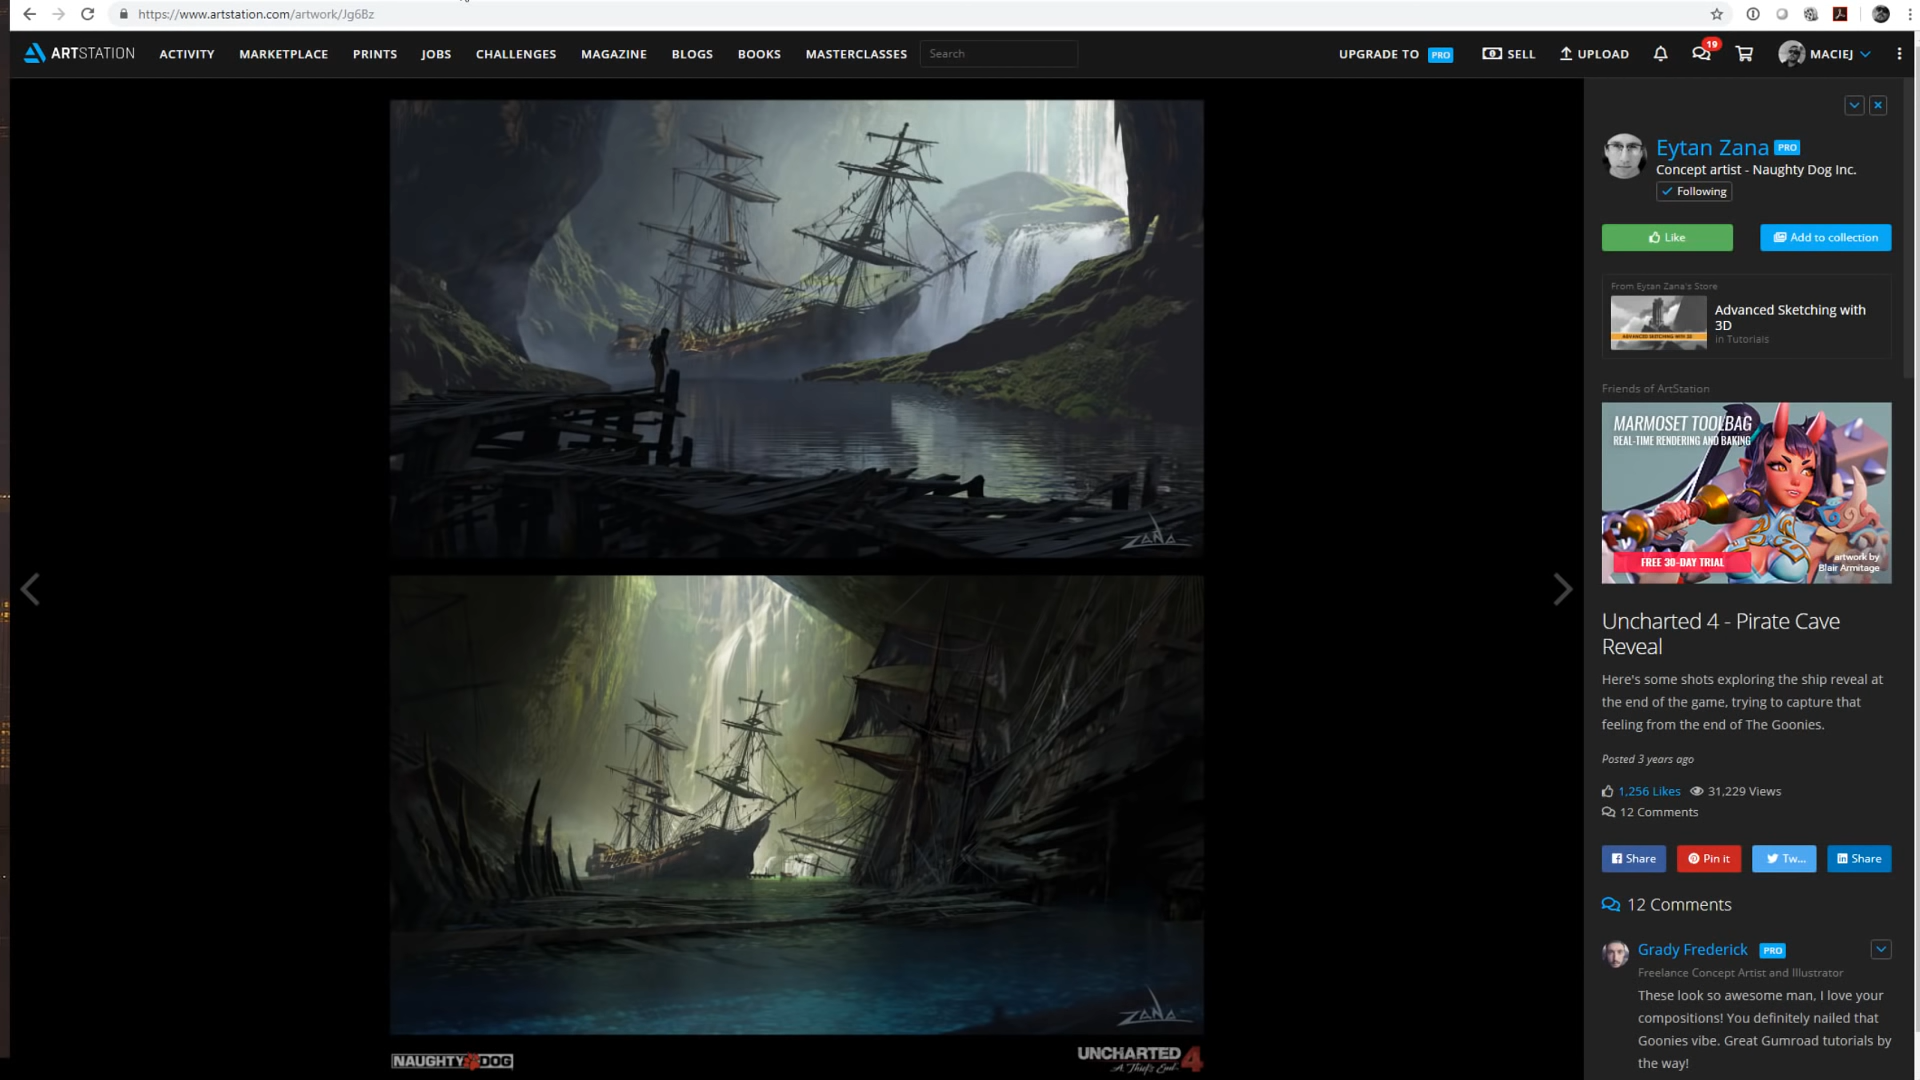 https://www.artstation.com/artwork/Jg6Bz
ARTSTATION
ACTIVITY
MARKETPLACE
PRINTS
JOBS
CHALLENGES
MAGAZINE
BLOGS
BOOKS
MASTERCLASSES
Search
UPGRADE TO PRO
SELL
UPLOAD
19
MACIEJ
Eytan Zana PRO
Concept artist - Naughty Dog Inc.
Following
Like
Add to collection
From Eytan Zana's Store
Advanced Sketching with
3D
in Tutorials
ADVANCED SKETCHING WITH 3D
Friends of ArtStation
MARMOSET TOOLBAG
REAL-TIME RENDERING AND BAKING
FREE 30-DAY TRIAL
artwork by
Blair Armitage
Uncharted 4 - Pirate Cave
Reveal
Here's some shots exploring the ship reveal at
the end of the game, trying to capture that
feeling from the end of The Goonies.
Posted 3 years ago
1,256 Likes
31,229 Views
12 Comments
Share
Pin it
Tw...
Share
12 Comments
Grady Frederick PRO
Freelance Concept Artist and Illustrator
These look so awesome man, I love your
compositions! You definitely nailed that
Goonies vibe. Great Gumroad tutorials by
the way!
ZANA
ZANA
NAUGHTY DOG
UNCHARTED 4
A Thief's End